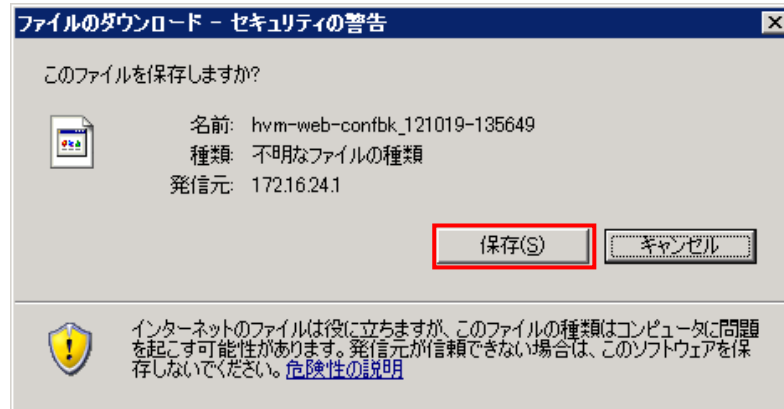 ファイルのダウンロード - セキュリティの警告
このファイルを保存しますか?
名前: hvm-web-confbk_121019-135649
種類: 不明なファイルの種類
発信元: 172.16.24.1
保存(S) キャンセル
インターネットのファイルは役に立ちますが、このファイルの種類はコンピュータに問題
を起こす可能性があります。発信元が信頼できない場合は、このソフトウェアを保
存しないでください。危険性の説明